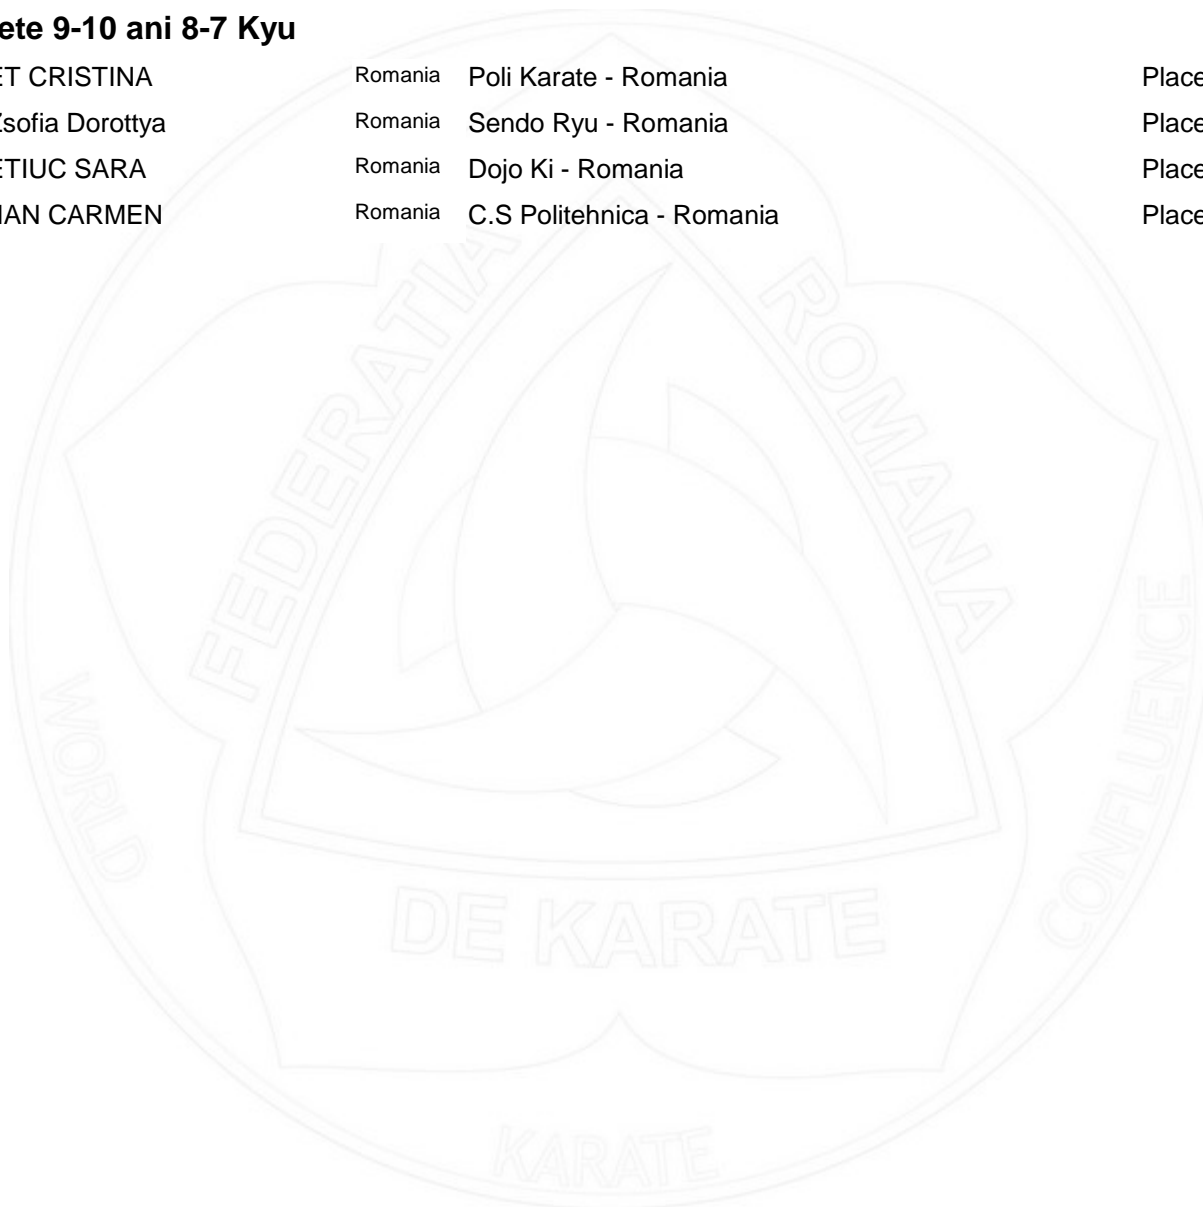 ete 9-10 ani 8-7 Kyu
ET CRISTINA Romania Poli Karate - Romania Place
Zsofia Dorottya Romania Sendo Ryu - Romania Place
ETIUC SARA Romania Dojo Ki - Romania Place
IAN CARMEN Romania C.S Politehnica - Romania Place
FEDERATIA ROMANA
DE KARATE
WORLD CONFLUENCE
KARATE